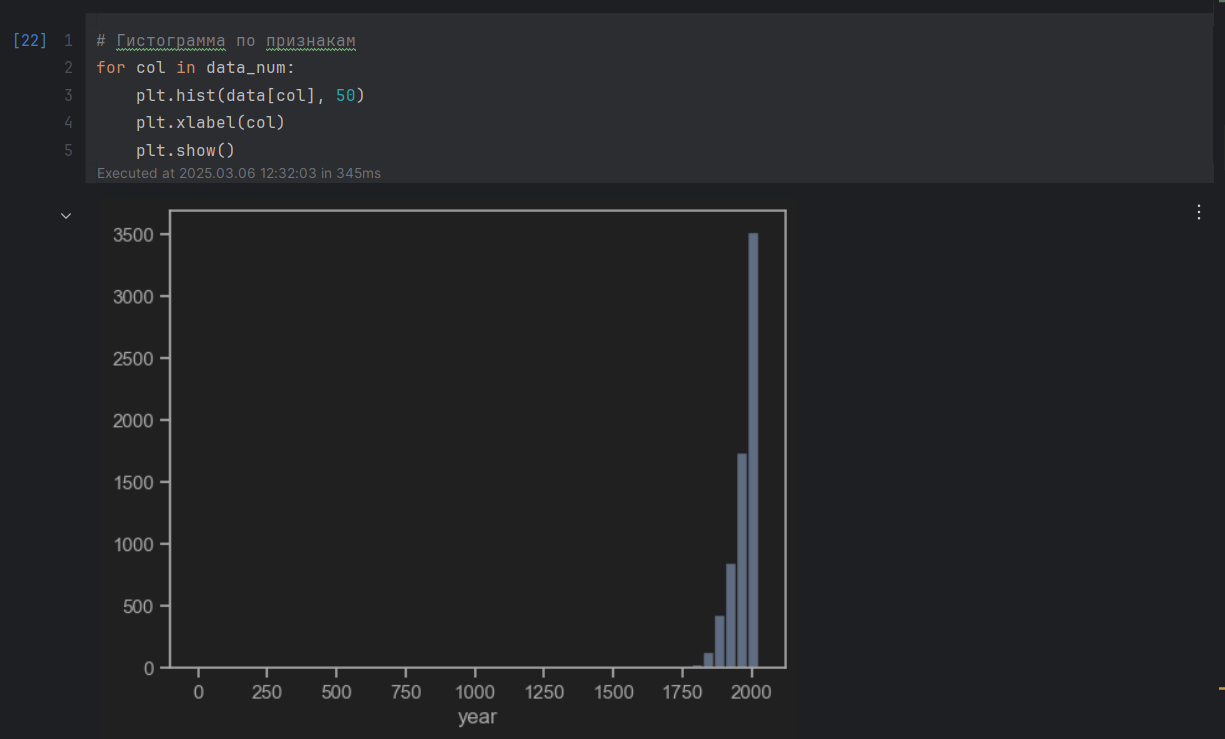 [22] 1 # Гистограмма по признакам
2 for col in data_num:
3 plt.hist(data[col], 50)
4 plt.xlabel(col)
5 plt.show()
Executed at 2025.03.06 12:32:03 in 345ms
3500
3000
2500
2000
1500
1000
500
0
0 250 500 750 1000 1250 1500 1750 2000
year